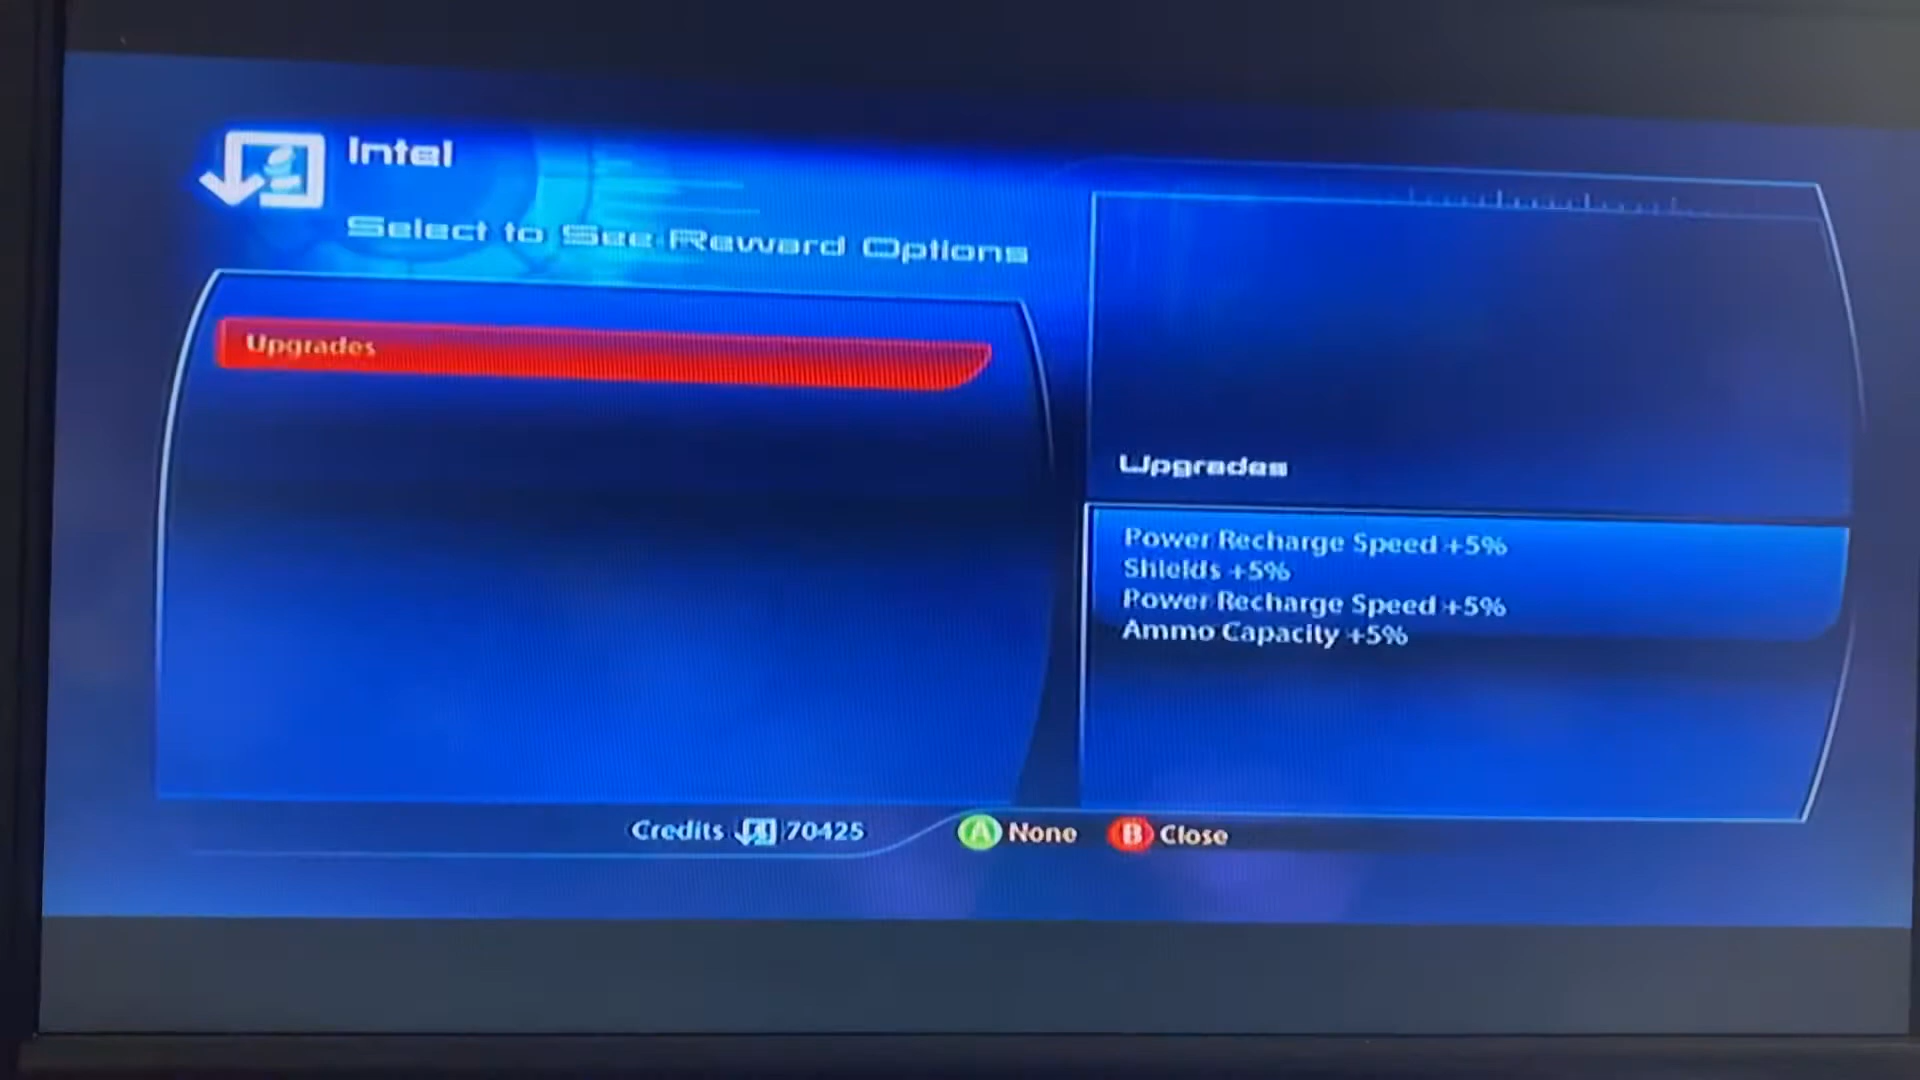 Intel
Select to See Reward Options
Upgrades
Upgrades
Power Recharge Speed +5%
Shields +5%
Power Recharge Speed +5%
Ammo Capacity +5%
Credits 70425
A None B Close